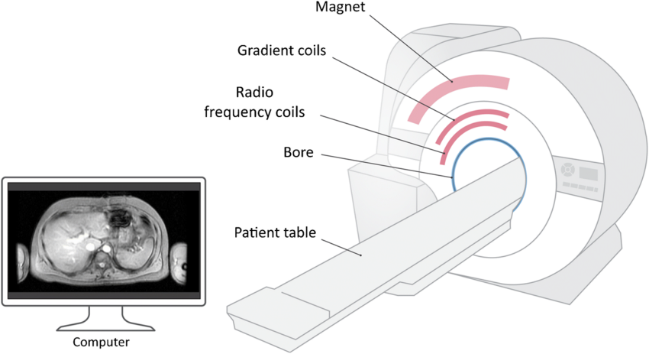 Magnet
Gradient coils
Radio
frequency coils
Bore
Patient table
Computer